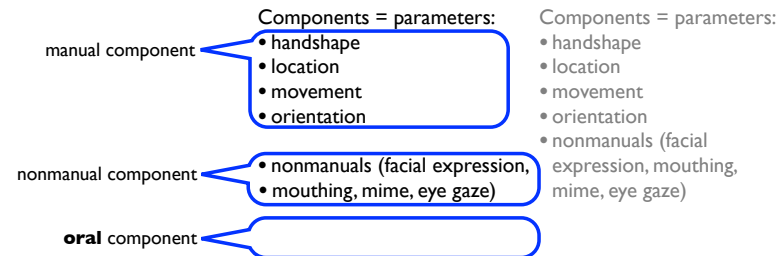 Components = parameters:
manual component
• handshape
• location
• movement
• orientation
nonmanual component
• nonmanuals (facial expression,
• mouthing, mime, eye gaze)
oral component
Components = parameters:
• handshape
• location
• movement
• orientation
• nonmanuals (facial
expression, mouthing,
mime, eye gaze)